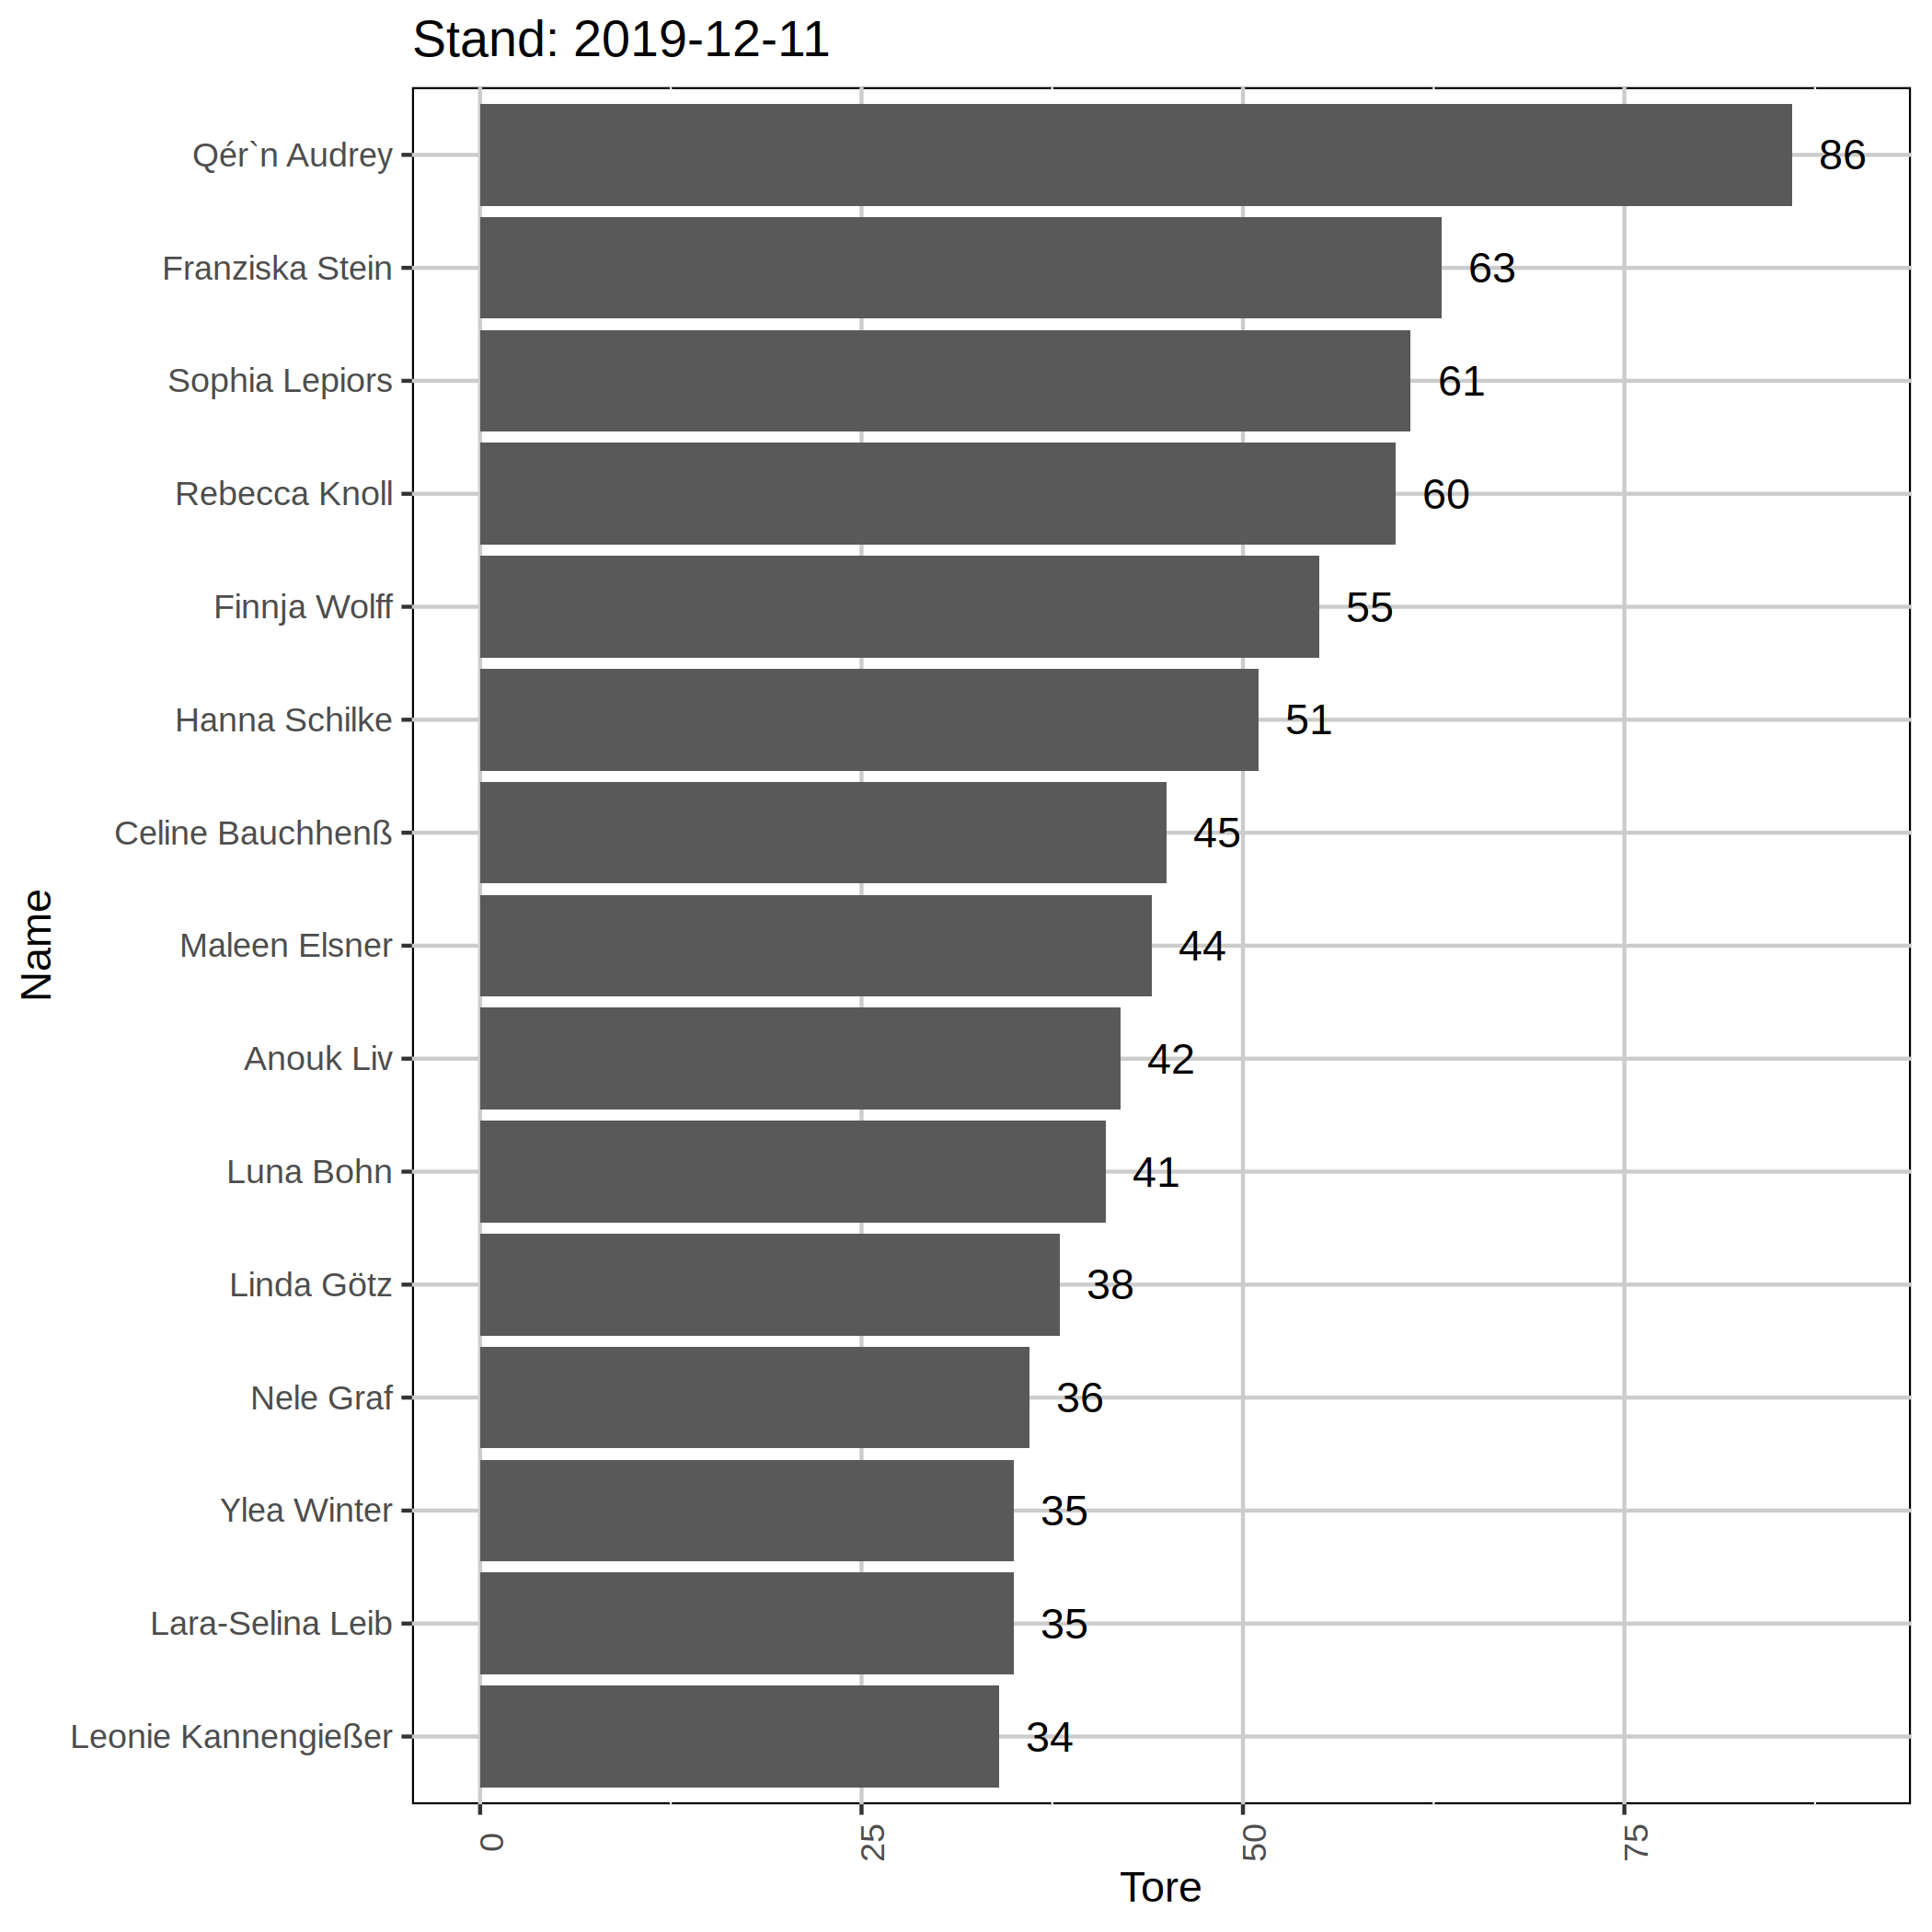 Stand: 2019-12-11
Qér`n Audrey 86
Franziska Stein 63
Sophia Lepiors 61
Rebecca Knoll 60
Finnja Wolff 55
Hanna Schilke 51
Celine Bauchhenß 45
Maleen Elsner 44
Anouk Liv 42
Luna Bohn 41
Linda Götz 38
Nele Graf 36
Ylea Winter 35
Lara-Selina Leib 35
Leonie Kannengießer 34
Name
0 25 50 75
Tore